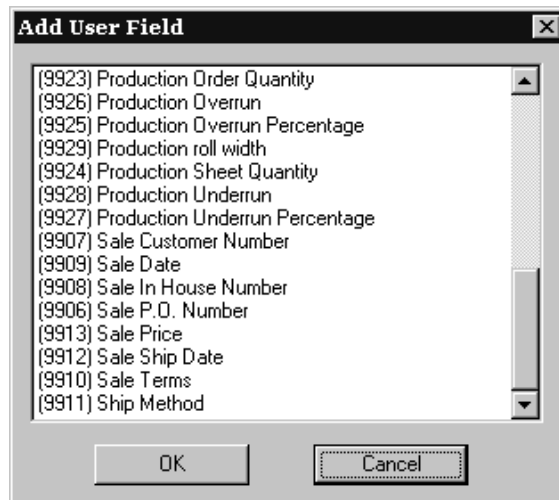 Add User Field
(9923) Production Order Quantity
(9926) Production Overrun
(9925) Production Overrun Percentage
(9929) Production roll width
(9924) Production Sheet Quantity
(9928) Production Underrun
(9927) Production Underrun Percentage
(9907) Sale Customer Number
(9909) Sale Date
(9908) Sale In House Number
(9906) Sale P.O. Number
(9913) Sale Price
(9912) Sale Ship Date
(9910) Sale Terms
(9911) Ship Method
OK Cancel